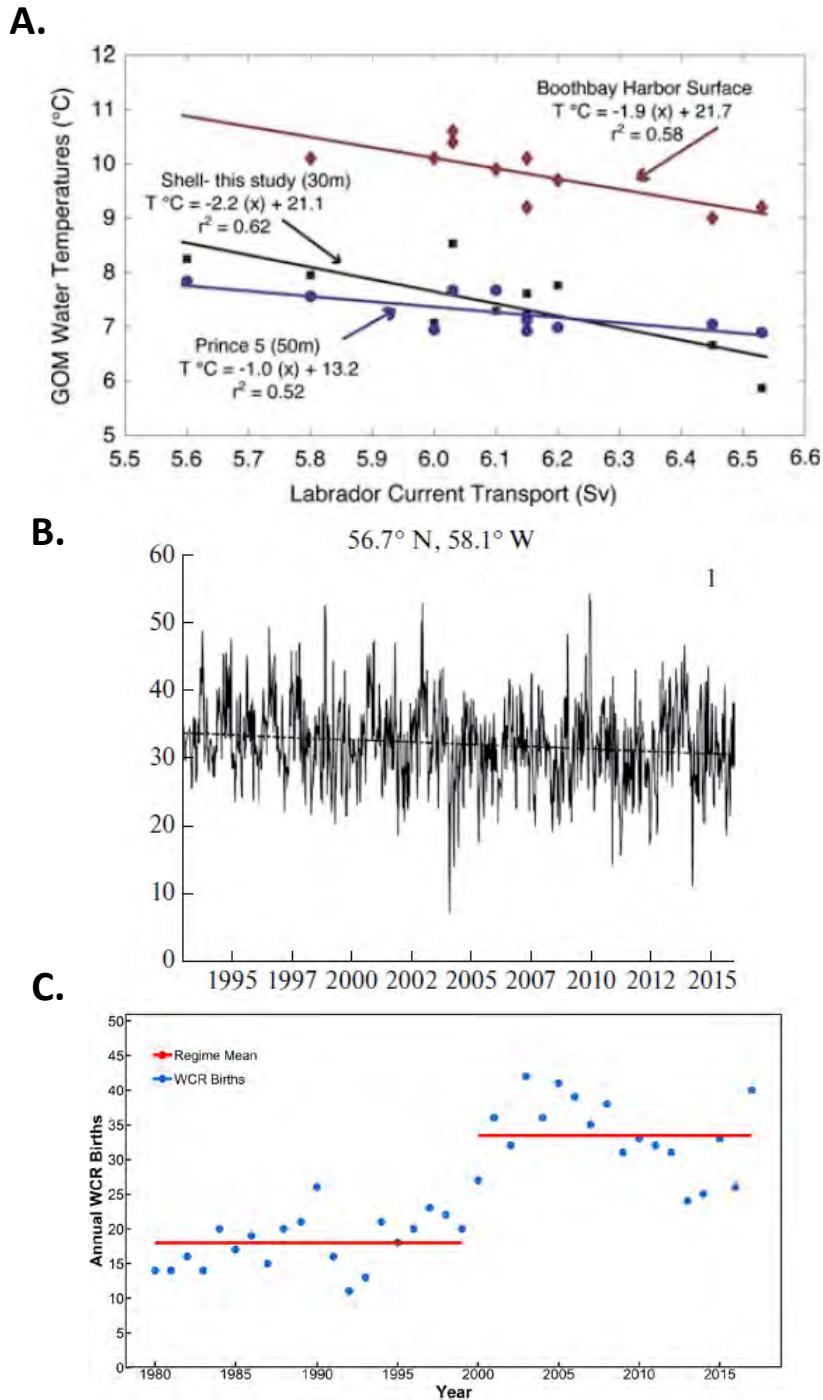 A.
12
11
10
9
8
7
6
5
GOM Water Temperatures (°C)
Boothbay Harbor Surface
T °C = -1.9 (x) + 21.7
r² = 0.58
Shell- this study (30m)
T °C = -2.2 (x) + 21.1
r² = 0.62
Prince 5 (50m)
T °C = -1.0 (x) + 13.2
r² = 0.52
5.5 5.6 5.7 5.8 5.9 6.0 6.1 6.2 6.3 6.4 6.5 6.6
Labrador Current Transport (Sv)
B.
56.7° N, 58.1° W
1
60
50
40
30
20
10
0
1995 1997 2000 2002 2005 2007 2010 2012 2015
C.
50
45
40
35
30
25
20
15
10
5
0
Annual WCR Births
Regime Mean
WCR Births
1980 1985 1990 1995 2000 2005 2010 2015
Year